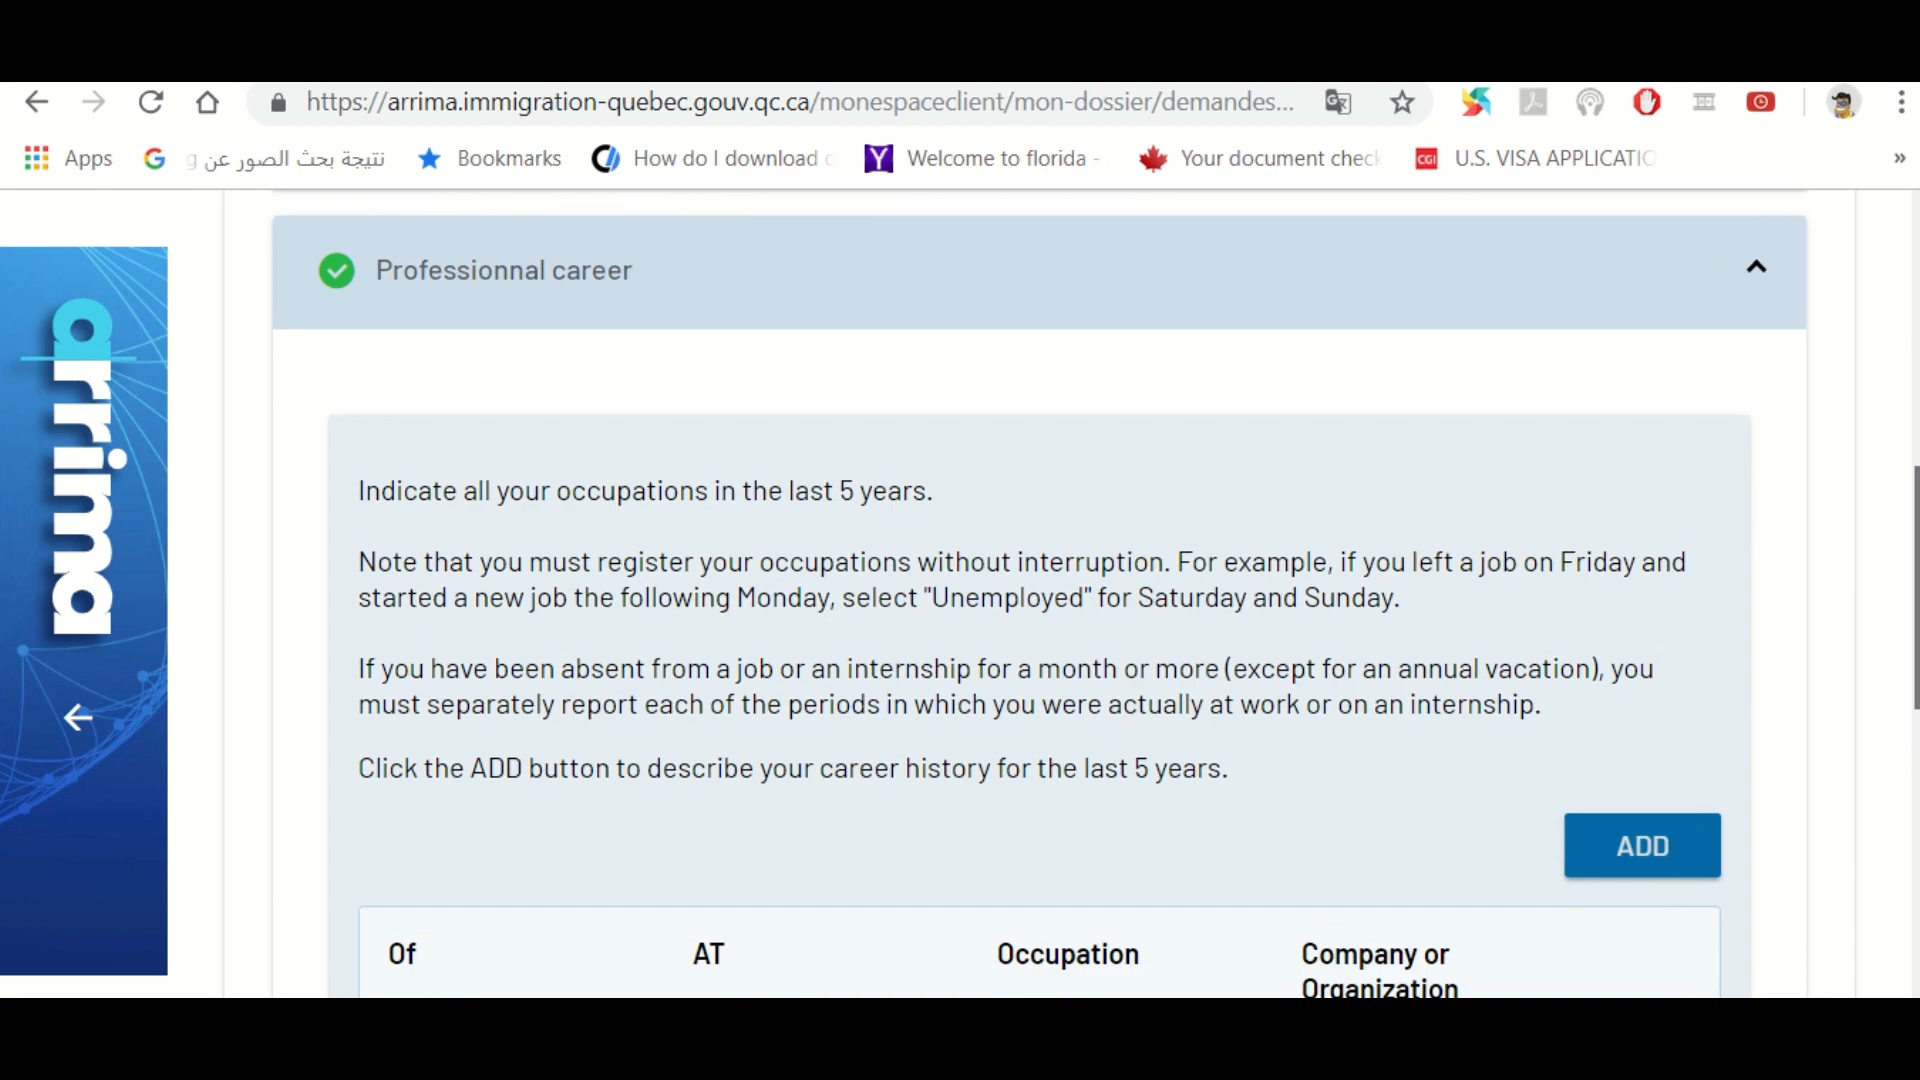 https://arrima.immigration-quebec.gouv.qc.ca/monespaceclient/mon-dossier/demandes...
Apps
نتيجة بحث الصور عن g
Bookmarks
How do I download
Welcome to florida -
Your document check
CGI
U.S. VISA APPLICATIO
»
Professionnal career
arrima
Indicate all your occupations in the last 5 years.
Note that you must register your occupations without interruption. For example, if you left a job on Friday and
started a new job the following Monday, select "Unemployed" for Saturday and Sunday.
If you have been absent from a job or an internship for a month or more (except for an annual vacation), you
must separately report each of the periods in which you were actually at work or on an internship.
Click the ADD button to describe your career history for the last 5 years.
ADD
Of AT Occupation Company or
Organization